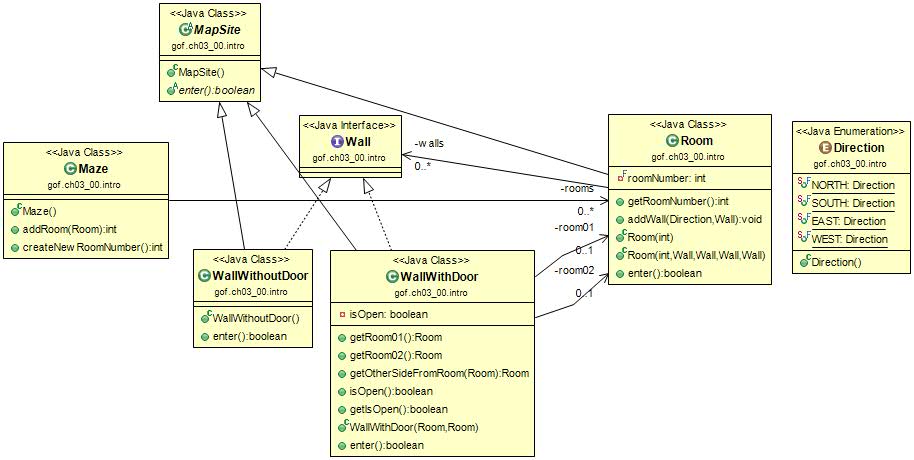 <<Java Class>>
MapSite
gof.ch03_00.intro
MapSite()
enter():boolean
<<Java Interface>>
Wall
gof.ch03_00.intro
-walls
0..*
<<Java Class>>
Room
gof.ch03_00.intro
roomNumber: int
getRoomNumber():int
addWall(Direction,Wall):void
Room(int)
Room(int,Wall,Wall,Wall,Wall)
enter():boolean
<<Java Enumeration>>
Direction
gof.ch03_00.intro
NORTH: Direction
SOUTH: Direction
EAST: Direction
WEST: Direction
Direction()
<<Java Class>>
Maze
gof.ch03_00.intro
Maze()
addRoom(Room):int
createNewRoomNumber():int
-rooms
0..*
-room01
0..1
-room02
0..1
<<Java Class>>
WallWithoutDoor
gof.ch03_00.intro
WallWithoutDoor()
enter():boolean
<<Java Class>>
WallWithDoor
gof.ch03_00.intro
isOpen: boolean
getRoom01():Room
getRoom02():Room
getOtherSideFromRoom(Room):Room
isOpen():boolean
getIsOpen():boolean
WallWithDoor(Room,Room)
enter():boolean